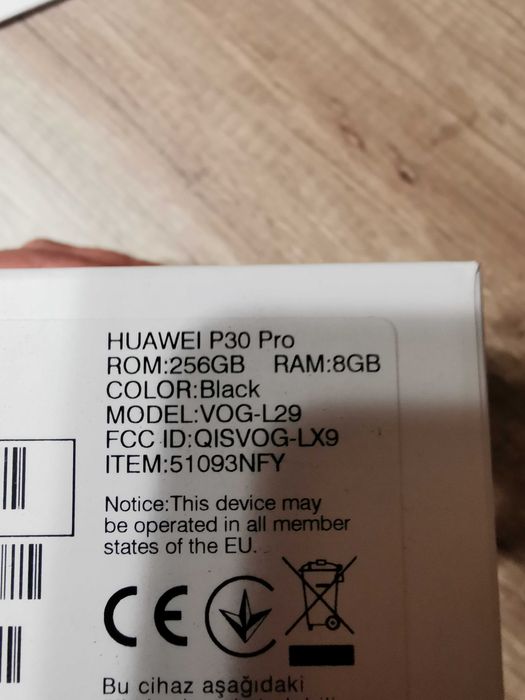 HUAWEI P30 Pro
ROM:256GB RAM:8GB
COLOR:Black
MODEL:VOG-L29
FCC ID:QISVOG-LX9
ITEM:51093NFY
Notice:This device may
be operated in all member
states of the EU.
CE
Bu cihaz aşağıdaki